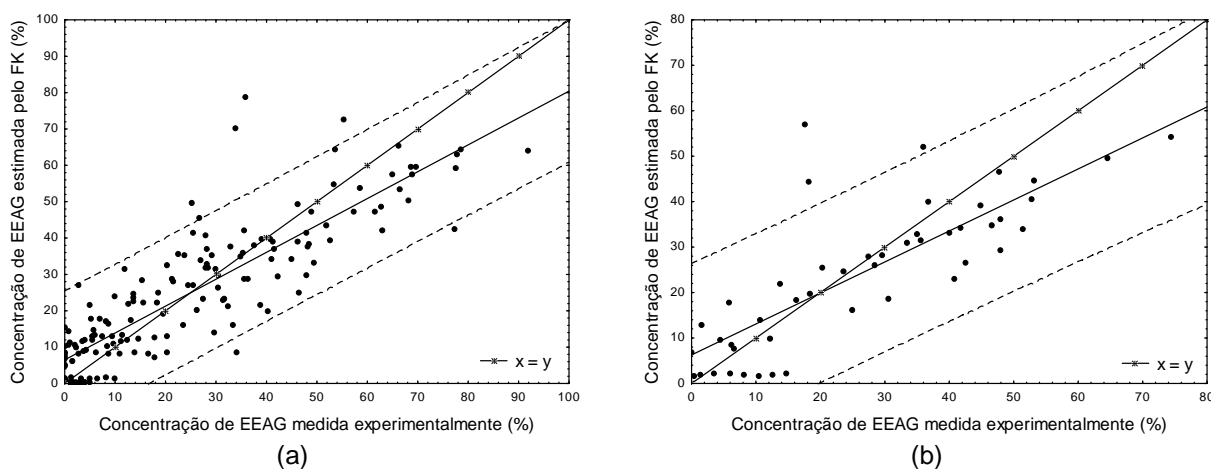 Concentração de EEAG estimada pelo FK (%)
100
90
80
70
60
50
40
30
20
10
0
0 10 20 30 40 50 60 70 80 90 100
x = y
Concentração de EEAG medida experimentalmente (%)
(a)
Concentração de EEAG estimada pelo FK (%)
80
70
60
50
40
30
20
10
0
0 10 20 30 40 50 60 70 80
x = y
Concentração de EEAG medida experimentalmente (%)
(b)